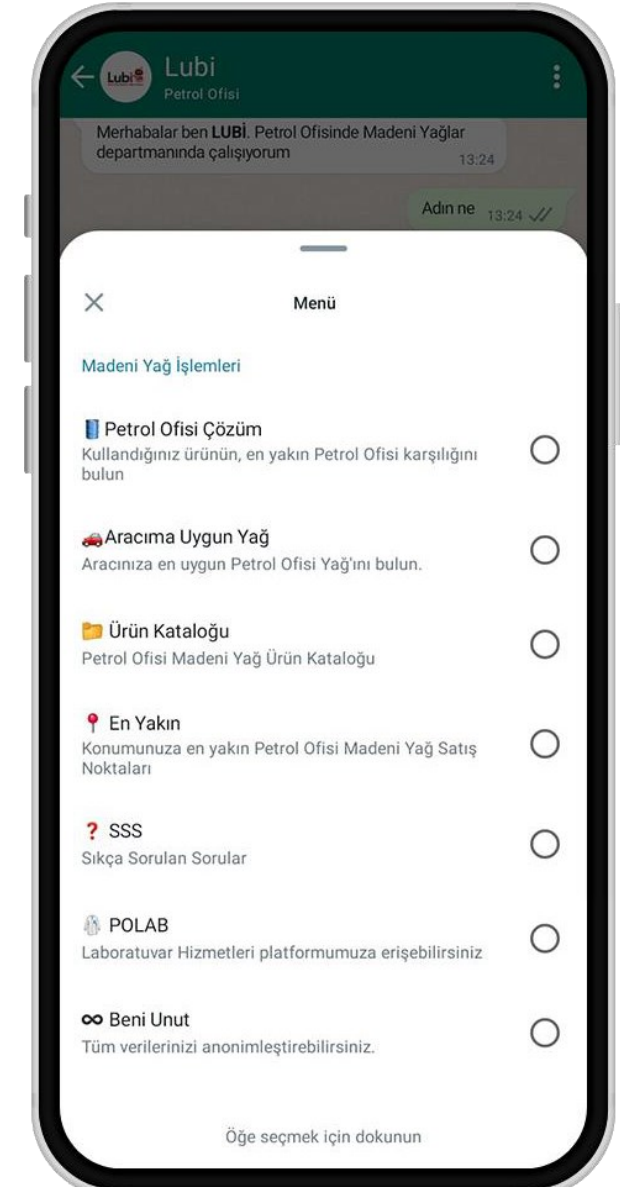 Lubi
Lubi
Petrol Ofisi
Merhabalar ben LUBİ. Petrol Ofisinde Madeni Yağlar
departmanında çalışıyorum
13:24
Adın ne 13:24
Menü
Madeni Yağ İşlemleri
Petrol Ofisi Çözüm
Kullandığınız ürünün, en yakın Petrol Ofisi karşılığını
bulun
Aracıma Uygun Yağ
Aracınıza en uygun Petrol Ofisi Yağ'ını bulun.
Ürün Kataloğu
Petrol Ofisi Madeni Yağ Ürün Kataloğu
En Yakın
Konumunuza en yakın Petrol Ofisi Madeni Yağ Satış
Noktaları
SSS
Sıkça Sorulan Sorular
POLAB
Laboratuvar Hizmetleri platformumuza erişebilirsiniz
Beni Unut
Tüm verilerinizi anonimleştirebilirsiniz.
Öğe seçmek için dokunun